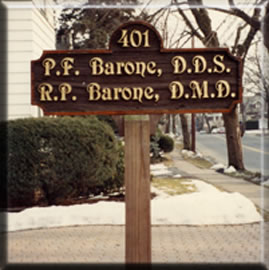 401
P.F. Barone, D.D.S.
R.P. Barone, D.M.D.